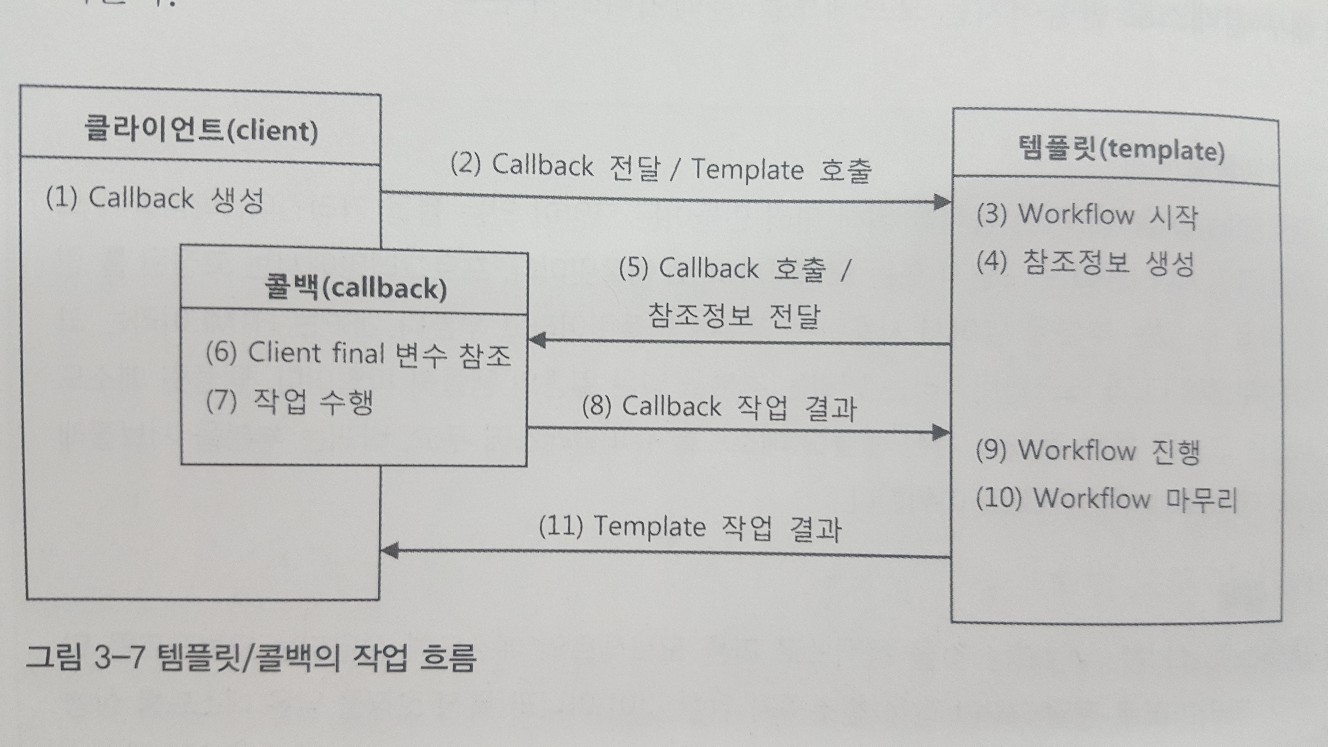 클라이언트(client)
(1) Callback 생성
(2) Callback 전달 / Template 호출
템플릿(template)
(3) Workflow 시작
(4) 참조정보 생성
(5) Callback 호출 /
참조정보 전달
콜백(callback)
(6) Client final 변수 참조
(7) 작업 수행
(8) Callback 작업 결과
(9) Workflow 진행
(10) Workflow 마무리
(11) Template 작업 결과
그림 3–7 템플릿/콜백의 작업 흐름